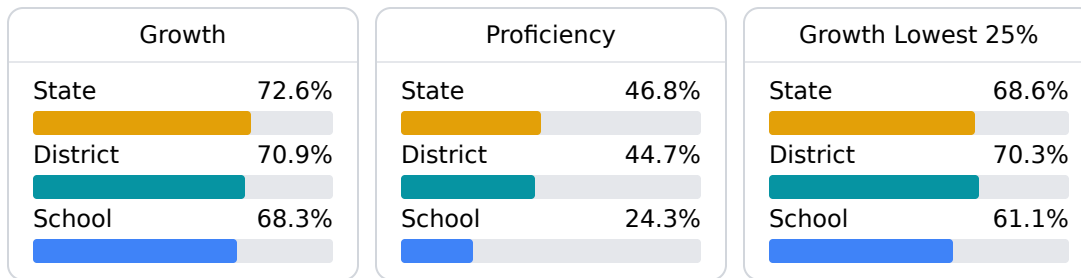 Growth
State 72.6%
District 70.9%
School 68.3%
Proficiency
State 46.8%
District 44.7%
School 24.3%
Growth Lowest 25%
State 68.6%
District 70.3%
School 61.1%